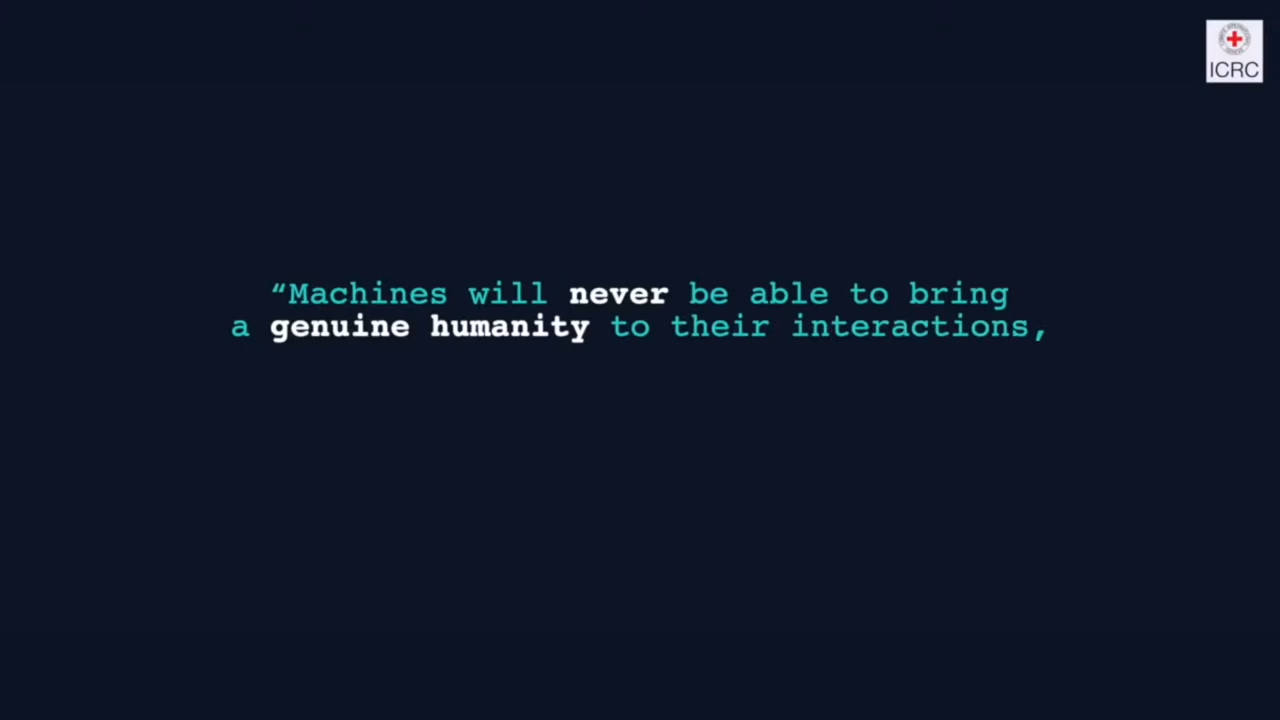 ICRC
“Machines will never be able to bring
a genuine humanity to their interactions,